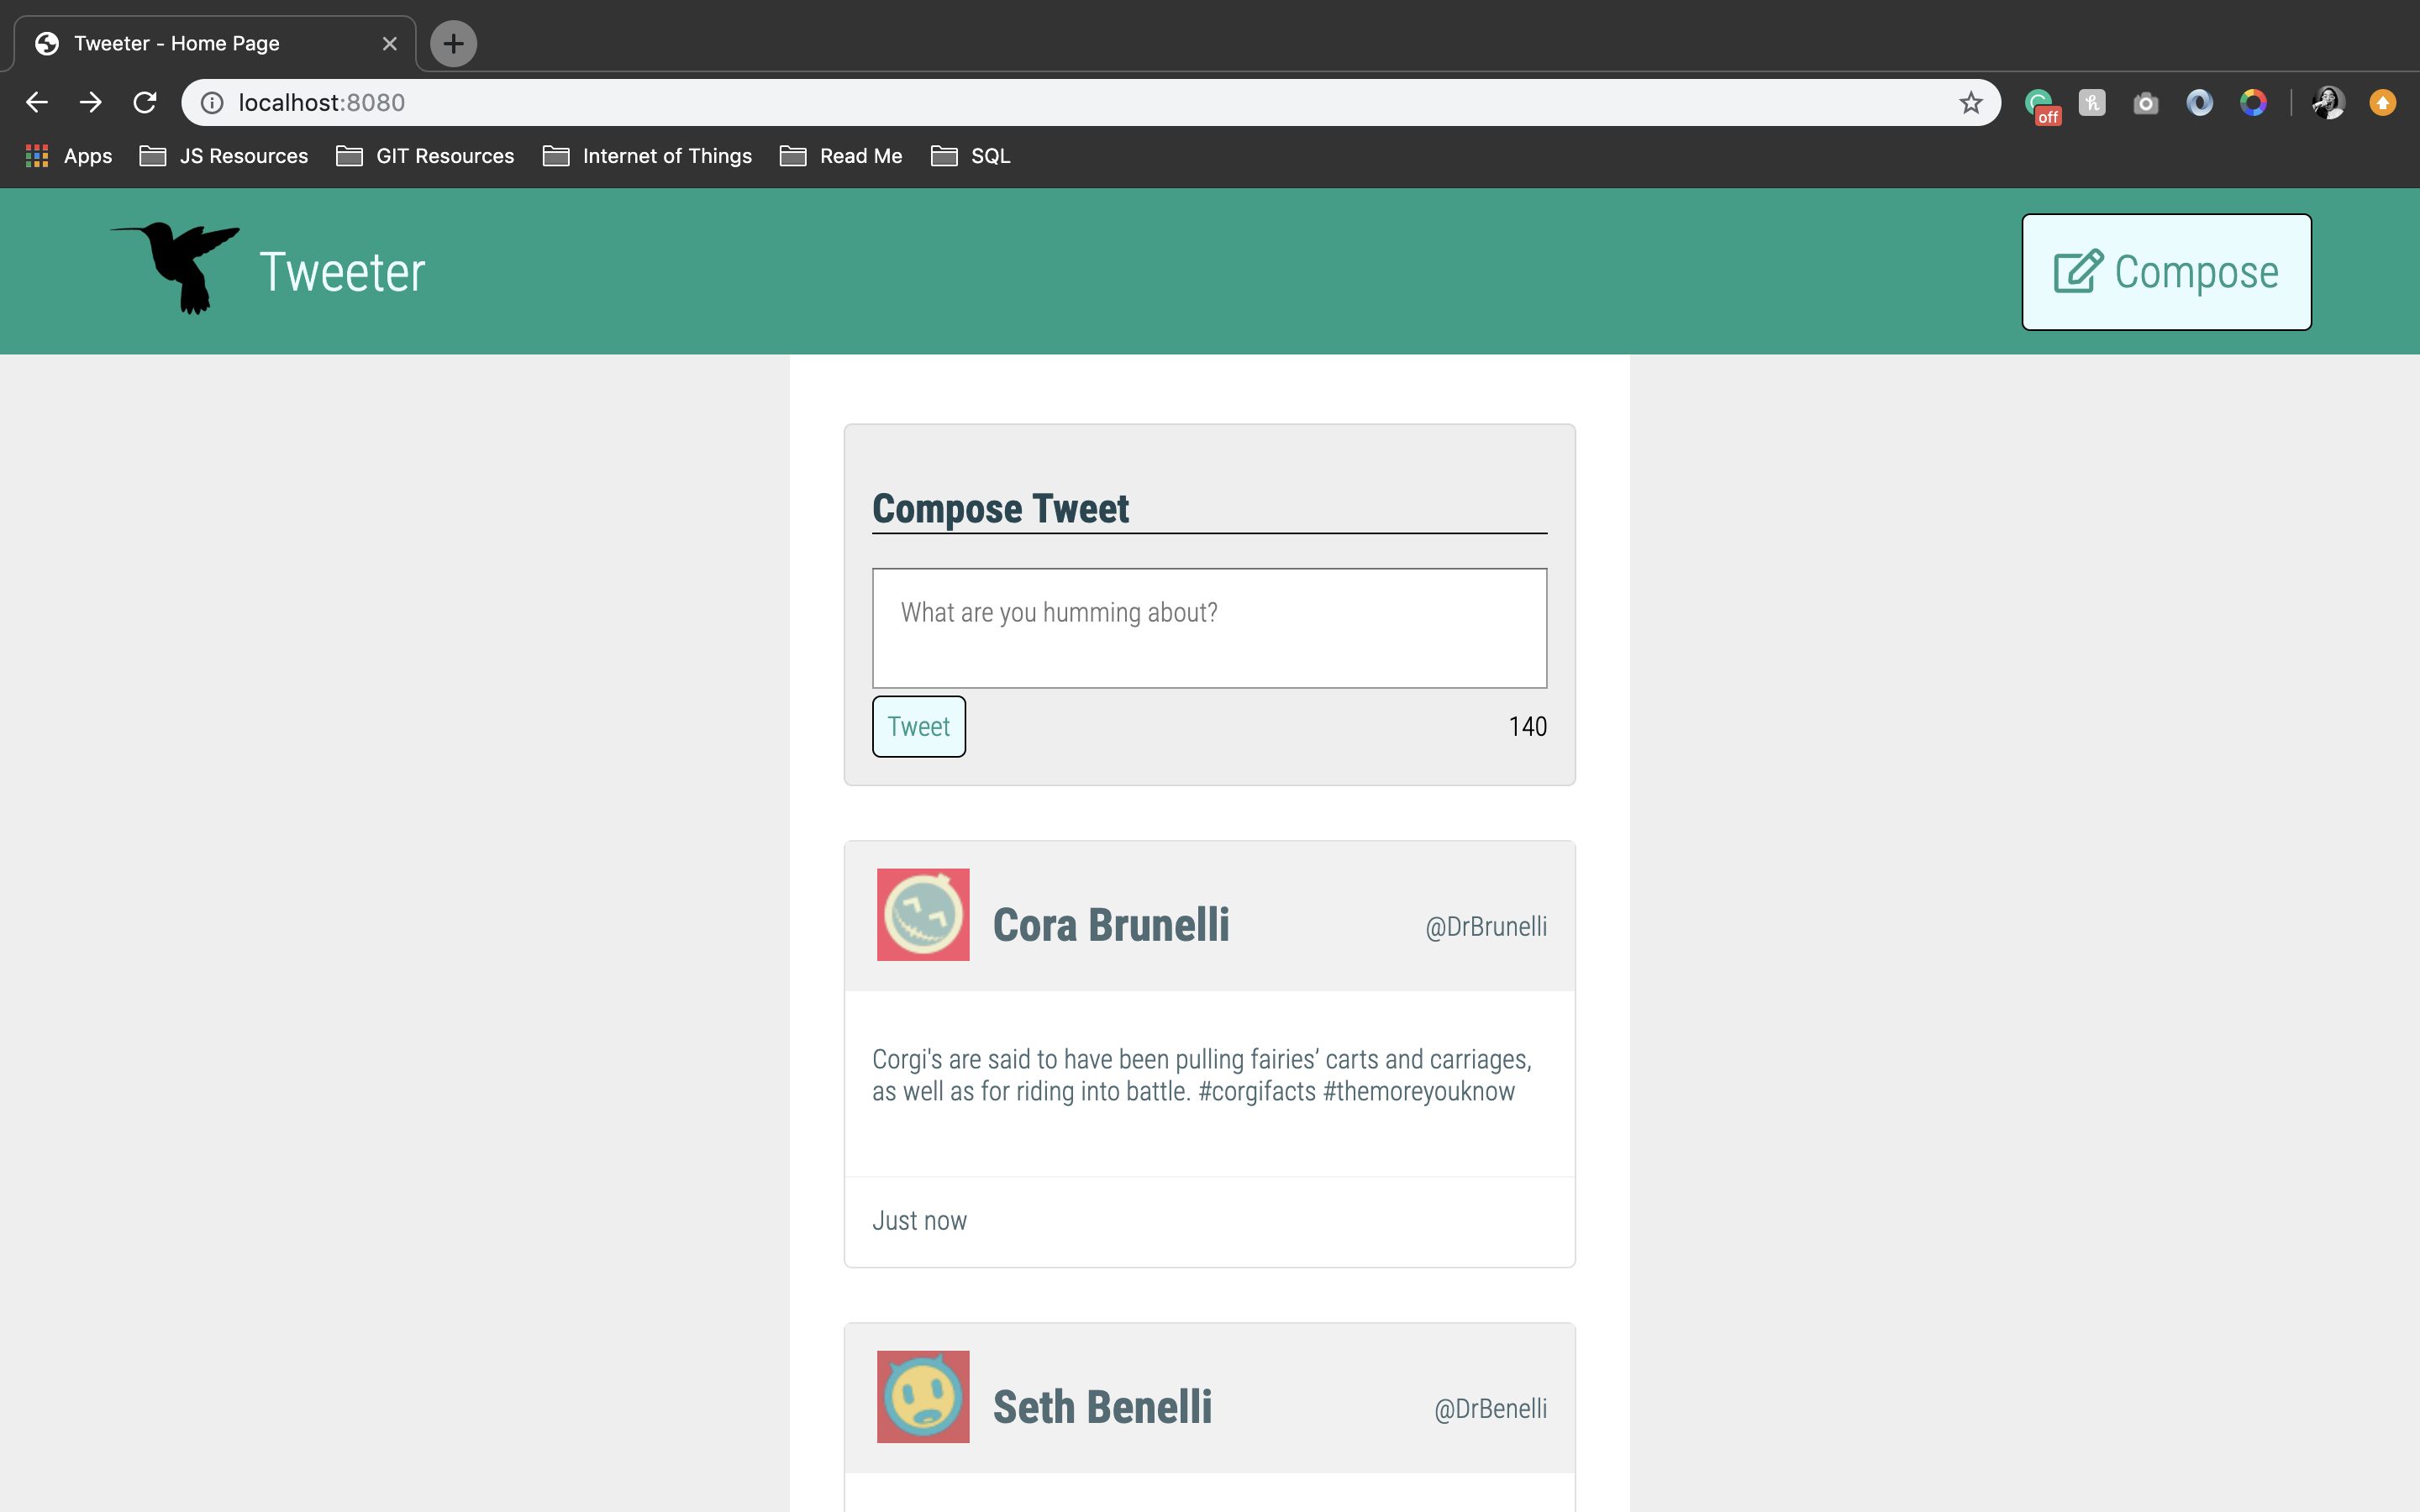 Tweeter - Home Page
localhost:8080
off
Apps JS Resources GIT Resources Internet of Things Read Me SQL
Tweeter
Compose
Compose Tweet
What are you humming about?
Tweet 140
Cora Brunelli @DrBrunelli
Corgi's are said to have been pulling fairies’ carts and carriages,
as well as for riding into battle. #corgifacts #themoreyouknow
Just now
Seth Benelli @DrBenelli